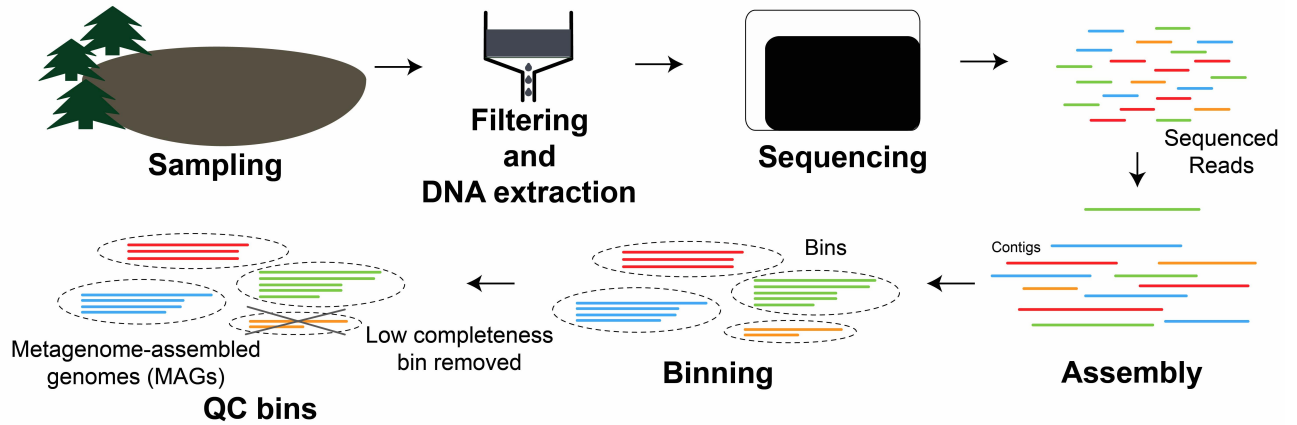 Sampling
Filtering
and
DNA extraction
Sequencing
Sequenced
Reads
Contigs
Assembly
Bins
Binning
Low completeness
bin removed
Metagenome-assembled
genomes (MAGs)
QC bins